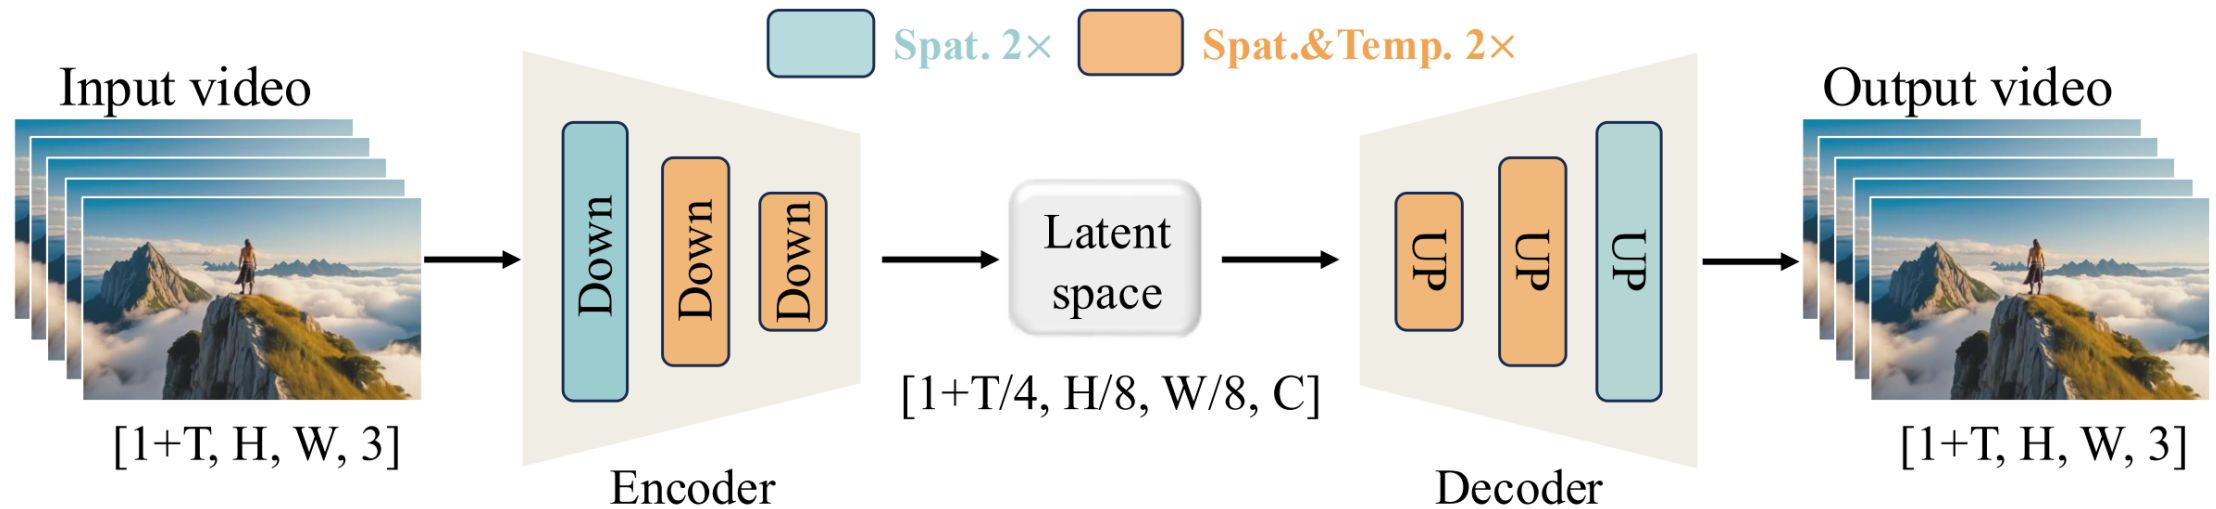 Spat. 2×
Spat.&Temp. 2×
Input video
[1+T, H, W, 3]
Down
Down
Down
Encoder
Latent
space
[1+T/4, H/8, W/8, C]
UP
UP
UP
Decoder
Output video
[1+T, H, W, 3]